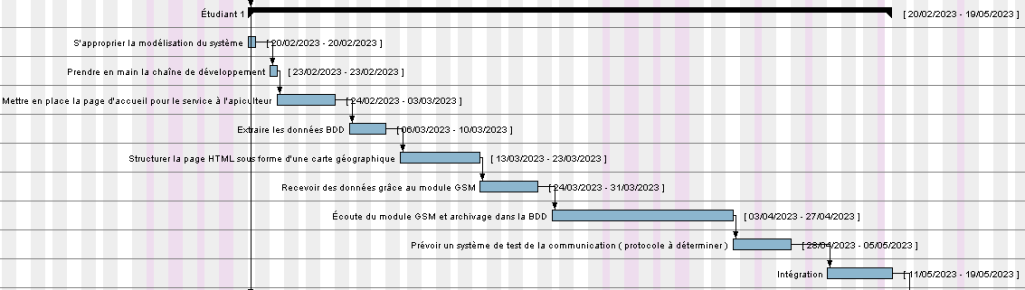 Étudiant 1 [ 20/02/2023 - 19/05/2023 ]
S'approprier la modélisation du système [ 20/02/2023 - 20/02/2023 ]
Prendre en main la chaîne de développement [ 23/02/2023 - 23/02/2023 ]
Mettre en place la page d'accueil pour le service à l'apiculteur [ 24/02/2023 - 03/03/2023 ]
Extraire les données BDD [ 06/03/2023 - 10/03/2023 ]
Structurer la page HTML sous forme d'une carte géographique [ 13/03/2023 - 23/03/2023 ]
Recevoir des données grâce au module GSM [ 24/03/2023 - 31/03/2023 ]
Écoute du module GSM et archivage dans la BDD [ 03/04/2023 - 27/04/2023 ]
Prévoir un système de test de la communication ( protocole à déterminer ) [ 28/04/2023 - 05/05/2023 ]
Intégration [ 11/05/2023 - 19/05/2023 ]